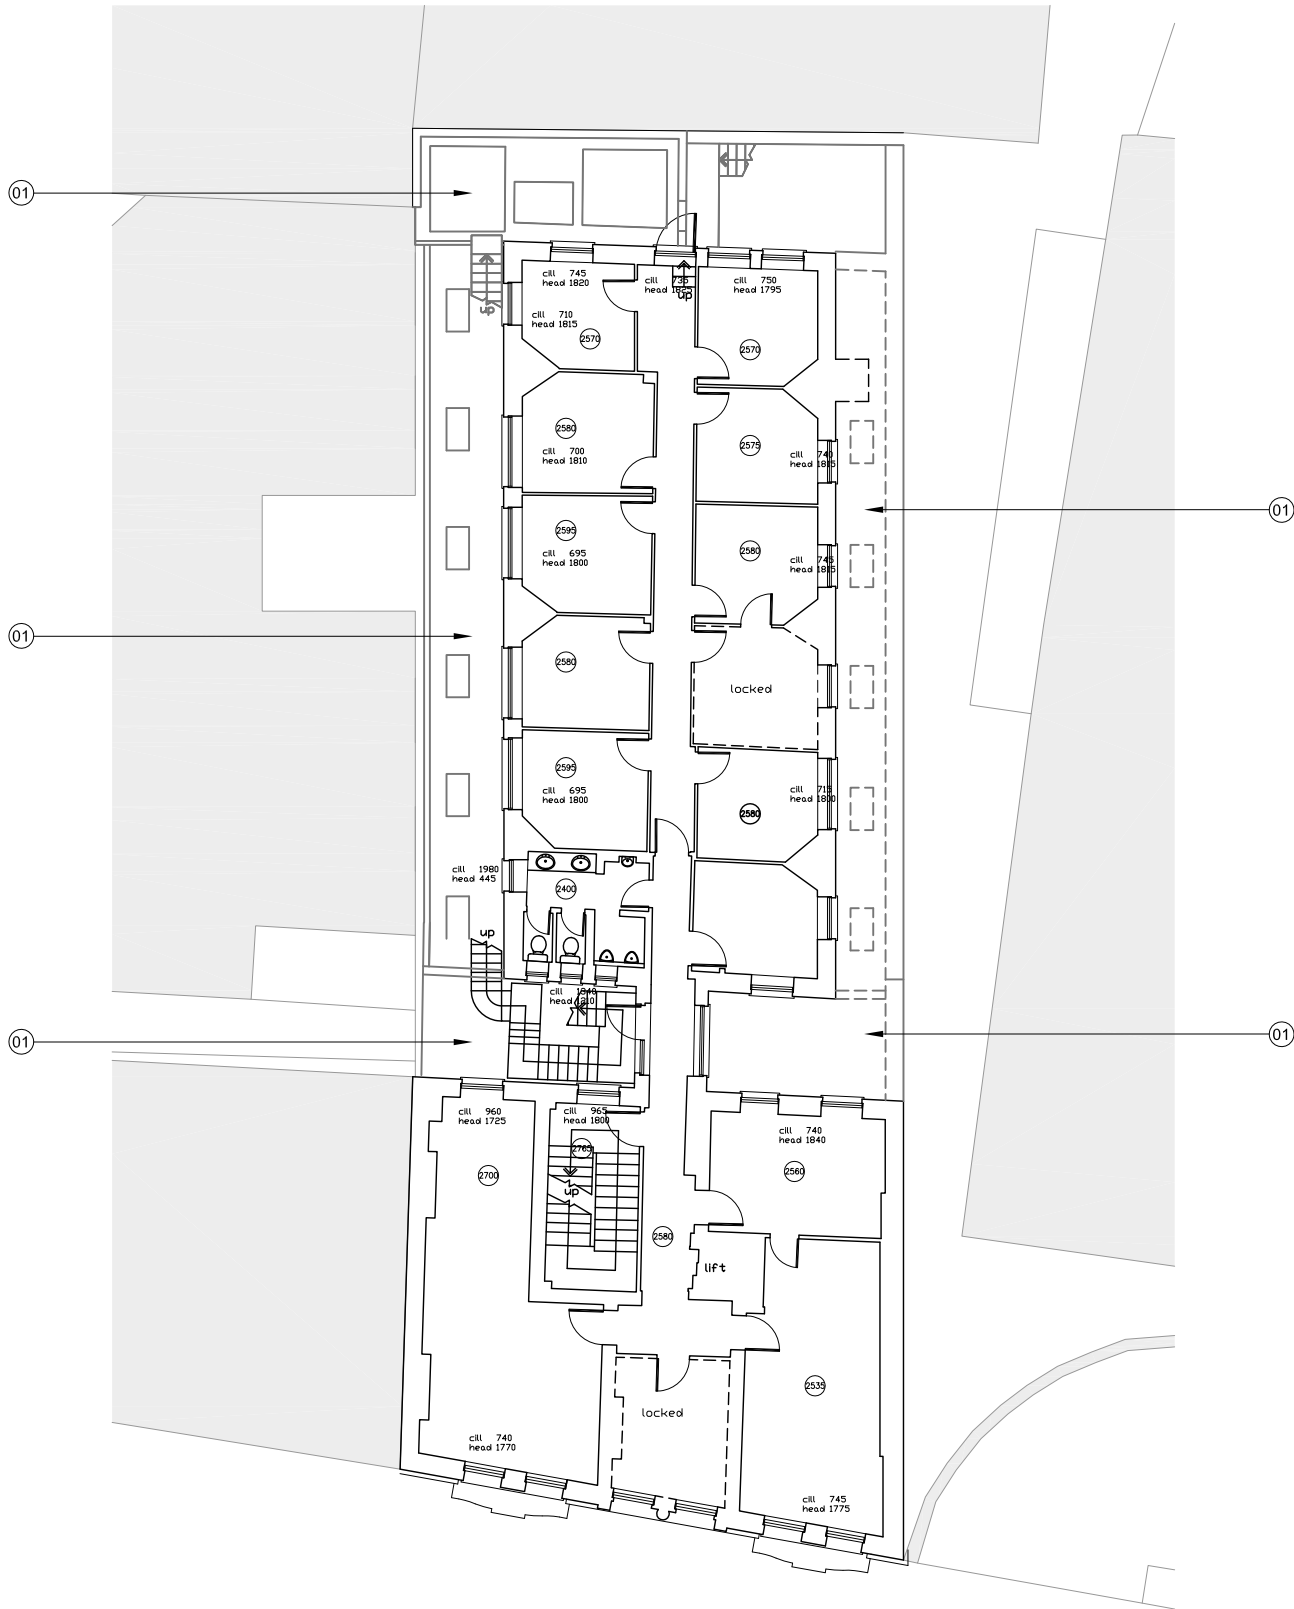 01
cill 745
head 1820
cill 735
head 1825
up
cill 750
head 1795
up
cill 710
head 1815
2570
2570
2580
cill 700
head 1810
2575
cill 740
head 1815
01
2595
cill 695
head 1800
2580
cill 745
head 1815
01
2580
locked
2595
cill 695
head 1800
cill 715
head 1800
2580
cill 1980
head 445
2400
up
cill 1340
head 1210
01
01
cill 960
head 1725
cill 965
head 1800
cill 740
head 1840
2765
2700
2560
up
2580
lift
2535
locked
cill 740
head 1770
cill 745
head 1775